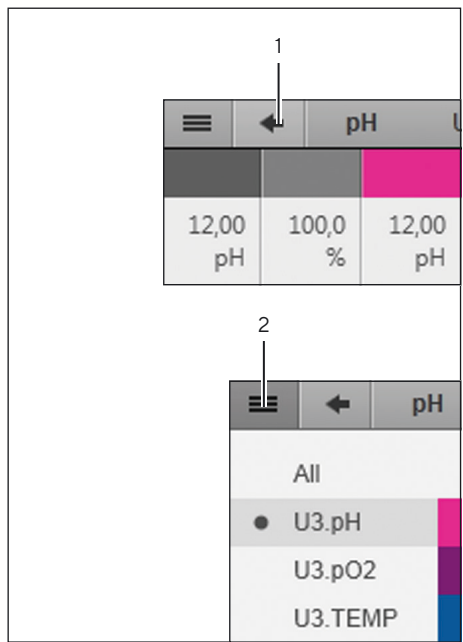 1
pH
12,00 100,0 12,00
pH % pH
2
pH
All
U3.pH
U3.pO2
U3.TEMP